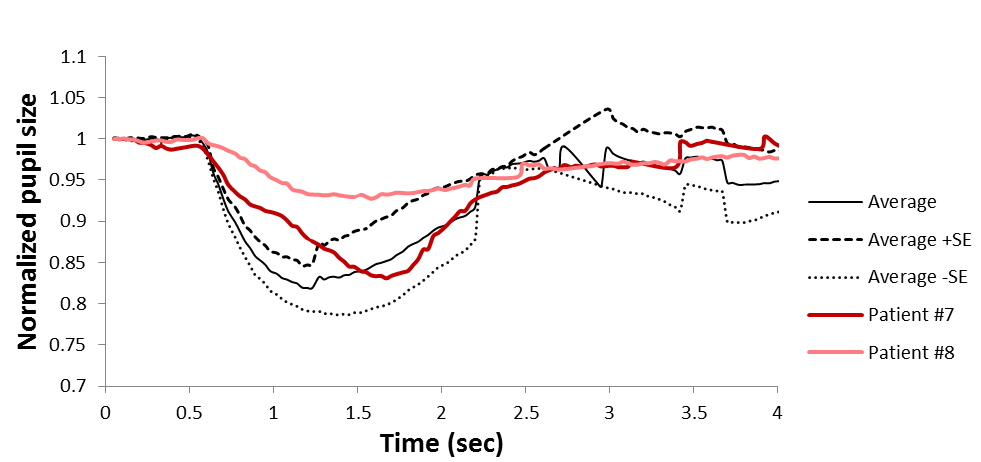 1.1
1.05
1
0.95
0.9
0.85
0.8
0.75
0.7
Normalized pupil size
0 0.5 1 1.5 2 2.5 3 3.5 4
Time (sec)
Average
Average +SE
Average -SE
Patient #7
Patient #8